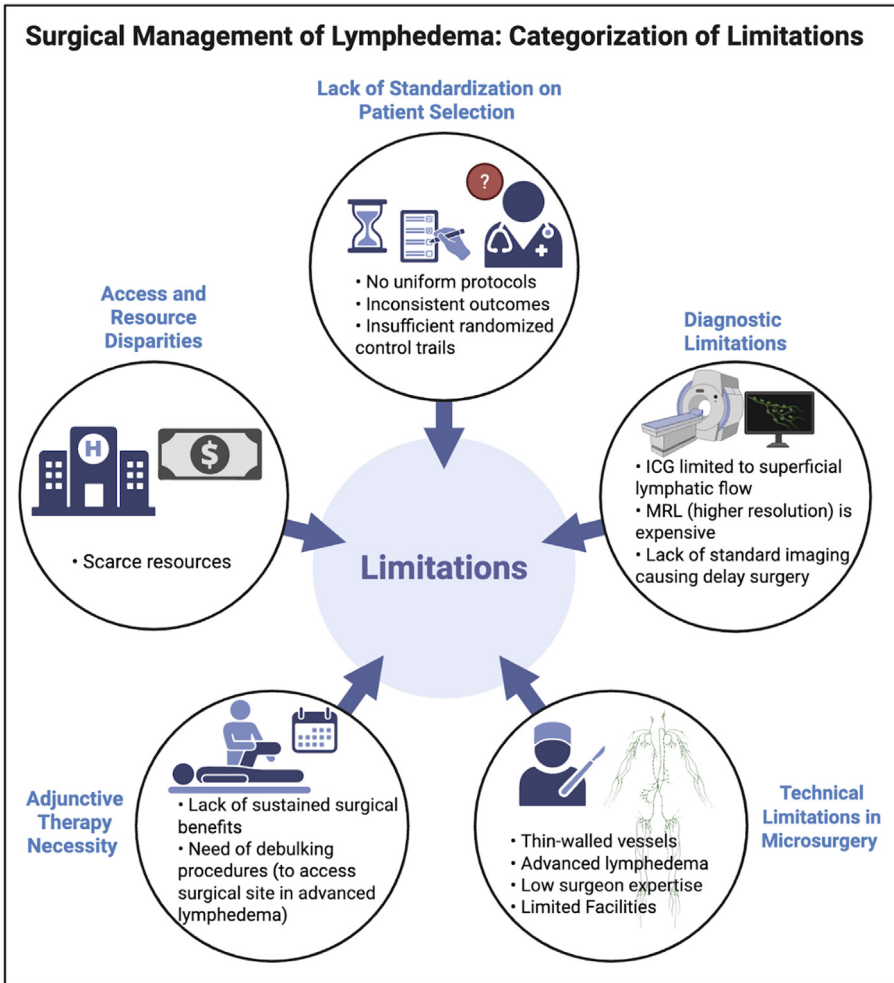 Surgical Management of Lymphedema: Categorization of Limitations
Lack of Standardization on
Patient Selection
?
• No uniform protocols
• Inconsistent outcomes
• Insufficient randomized
control trails
Access and
Resource
Disparities
H
$
• Scarce resources
Diagnostic
Limitations
• ICG limited to superficial
lymphatic flow
• MRL (higher resolution) is
expensive
• Lack of standard imaging
causing delay surgery
Limitations
Adjunctive
Therapy
Necessity
• Lack of sustained surgical
benefits
• Need of debulking
procedures (to access
surgical site in advanced
lymphedema)
Technical
Limitations in
Microsurgery
• Thin-walled vessels
• Advanced lymphedema
• Low surgeon expertise
• Limited Facilities